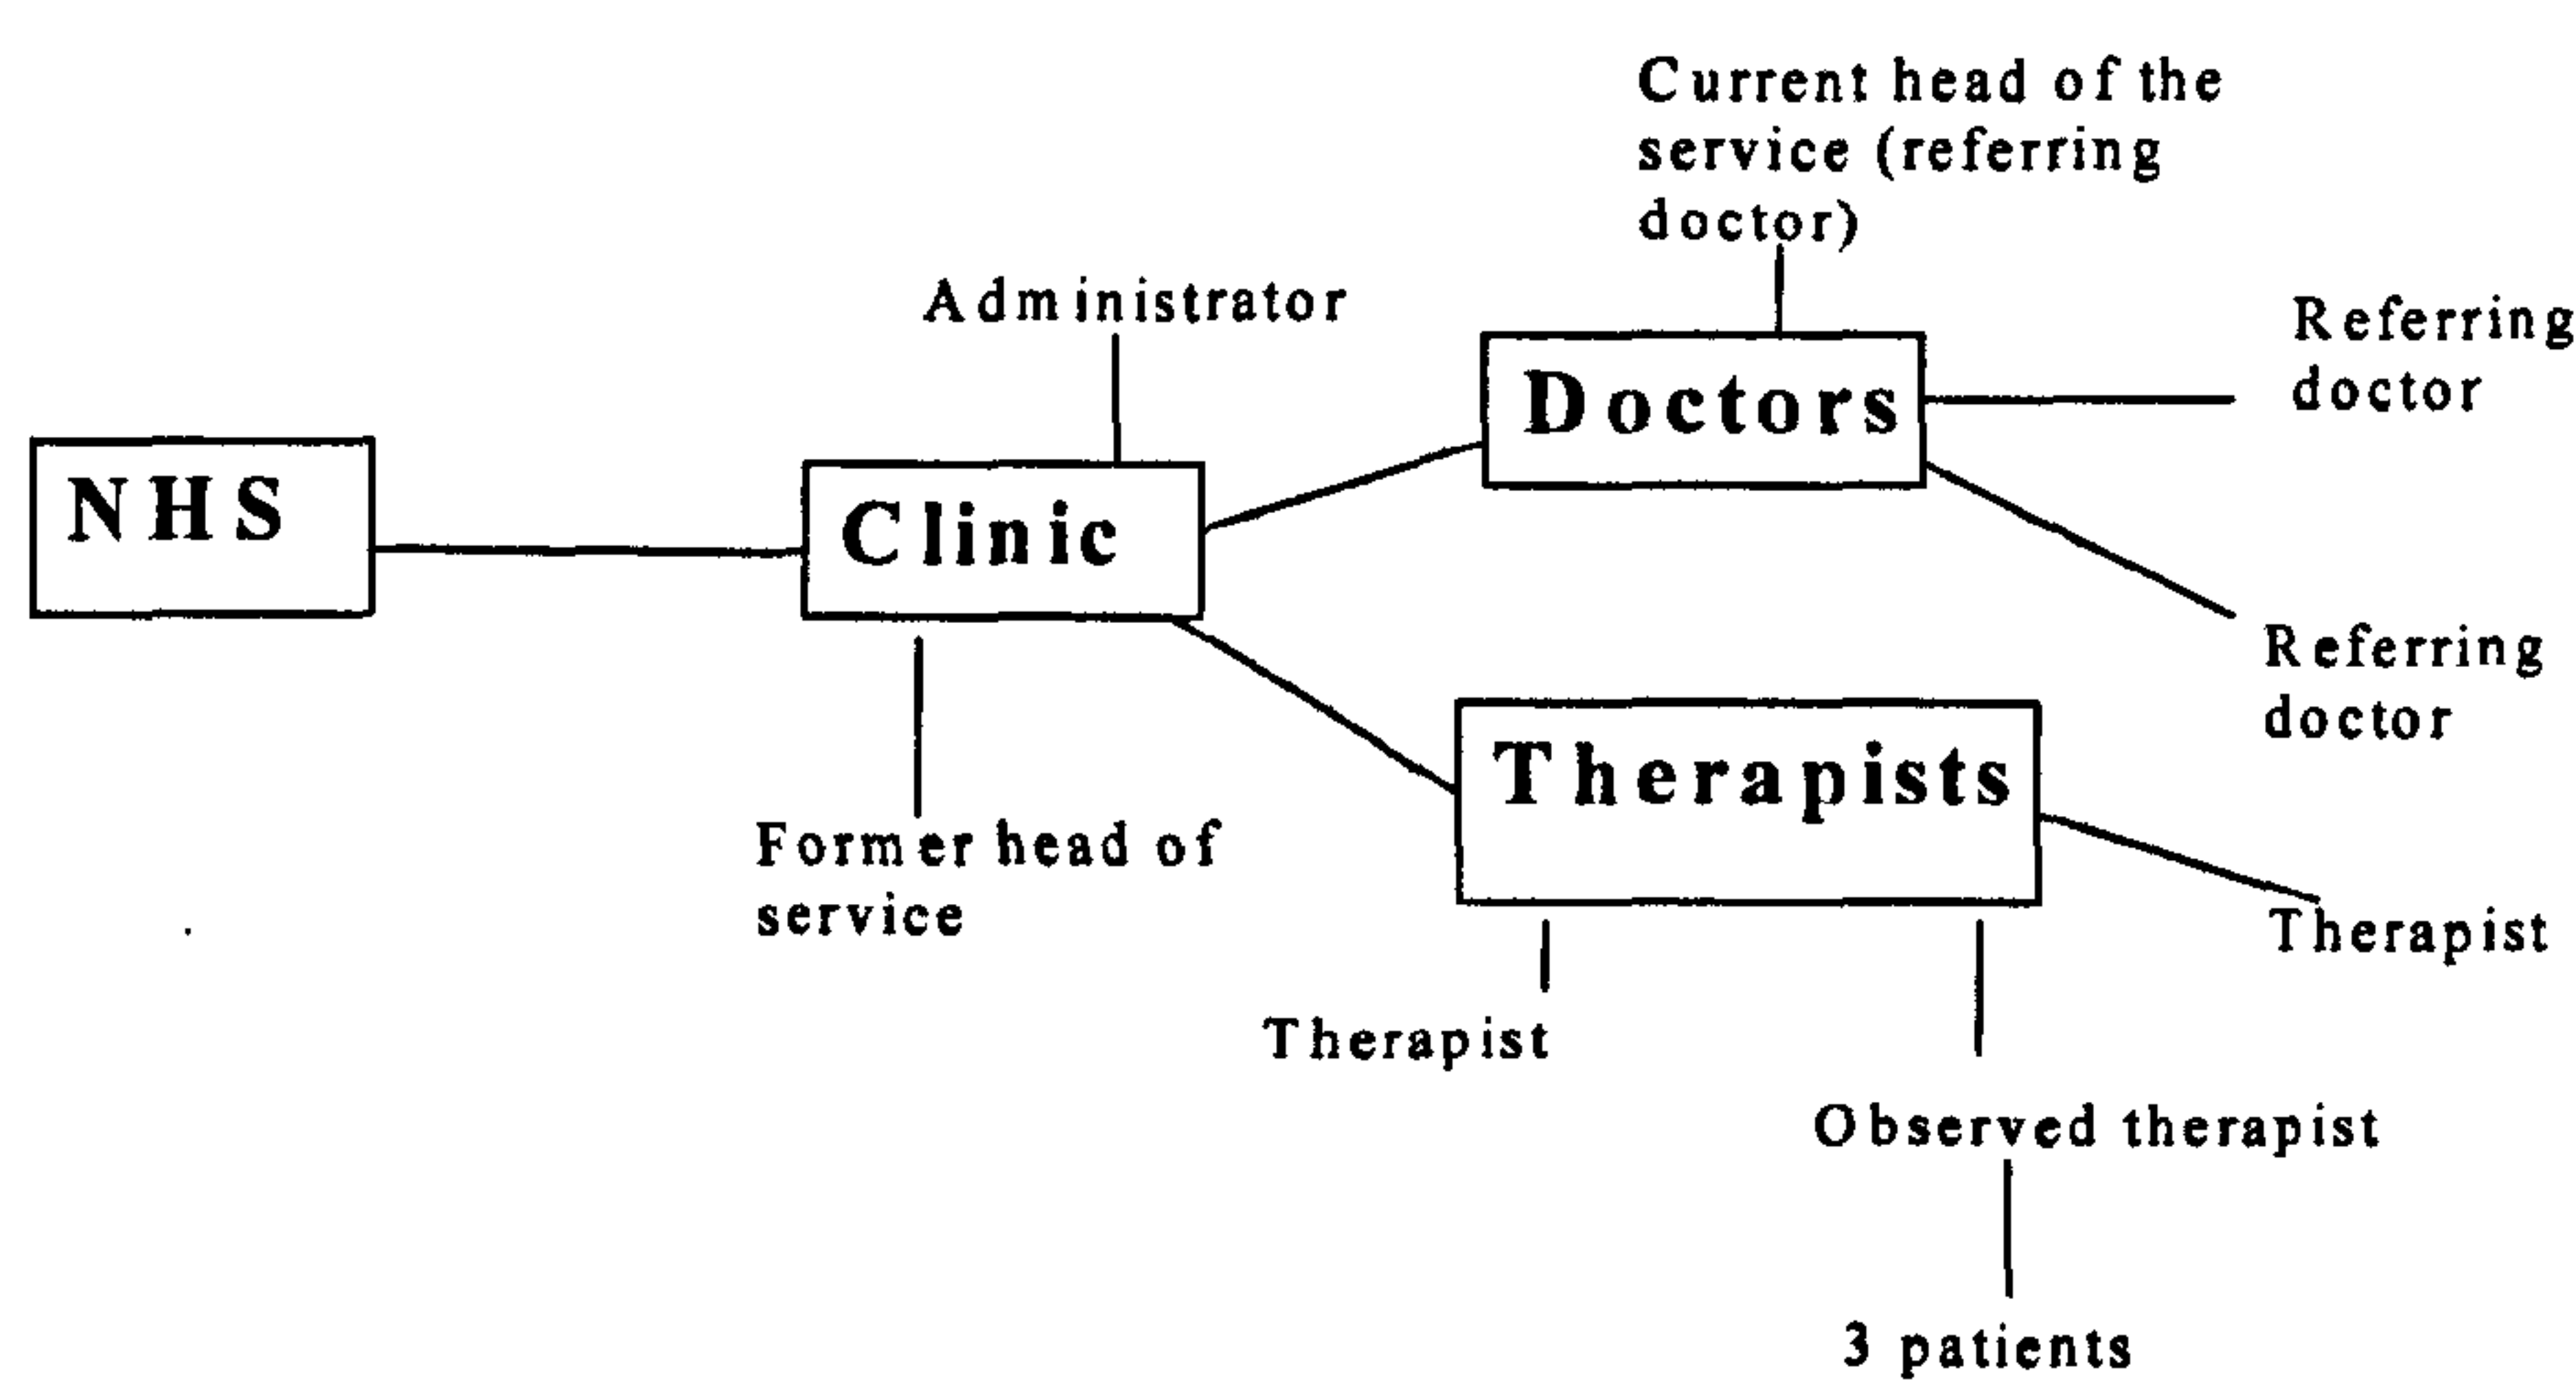 Current head of the
service (referring
doctor)
Administrator
Referring
doctor
Doctors
NHS
Clinic
Referring
doctor
Therapists
Former head of
service
Therapist
Therapist
Observed therapist
3 patients